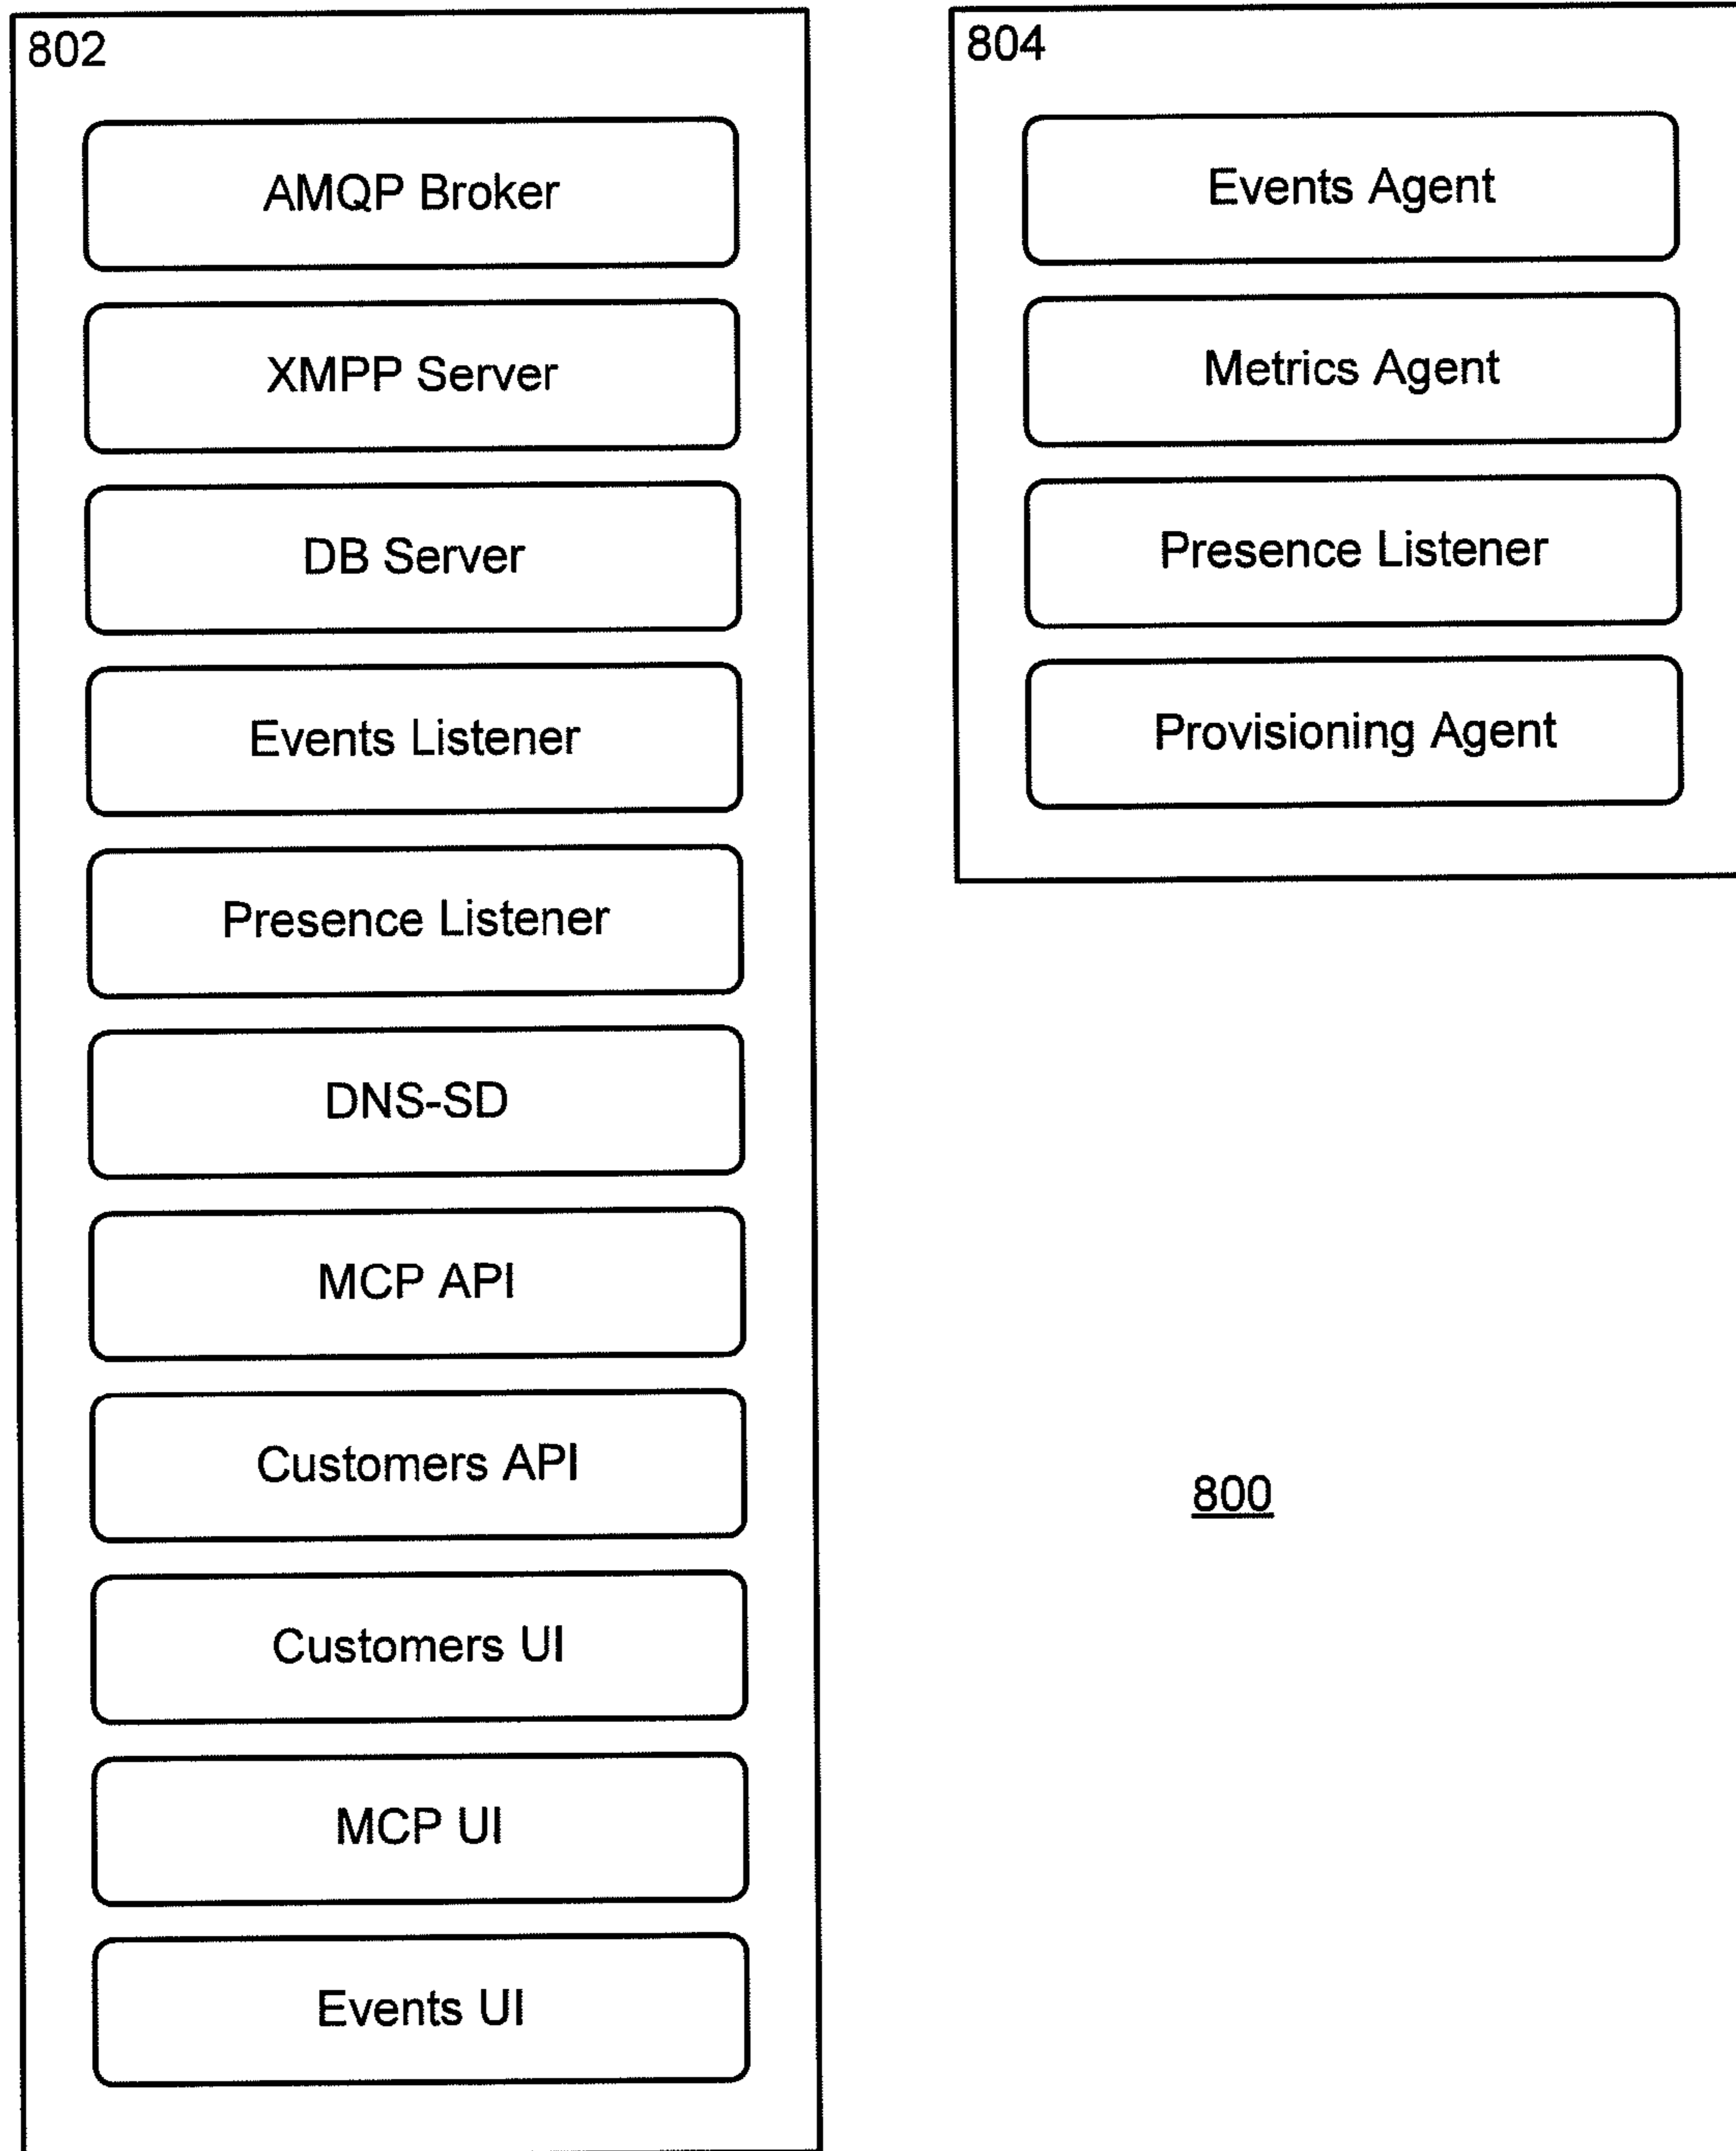 802
AMQP Broker
XMPP Server
DB Server
Events Listener
Presence Listener
DNS-SD
MCP API
Customers API
Customers UI
MCP UI
Events UI
804
Events Agent
Metrics Agent
Presence Listener
Provisioning Agent
800